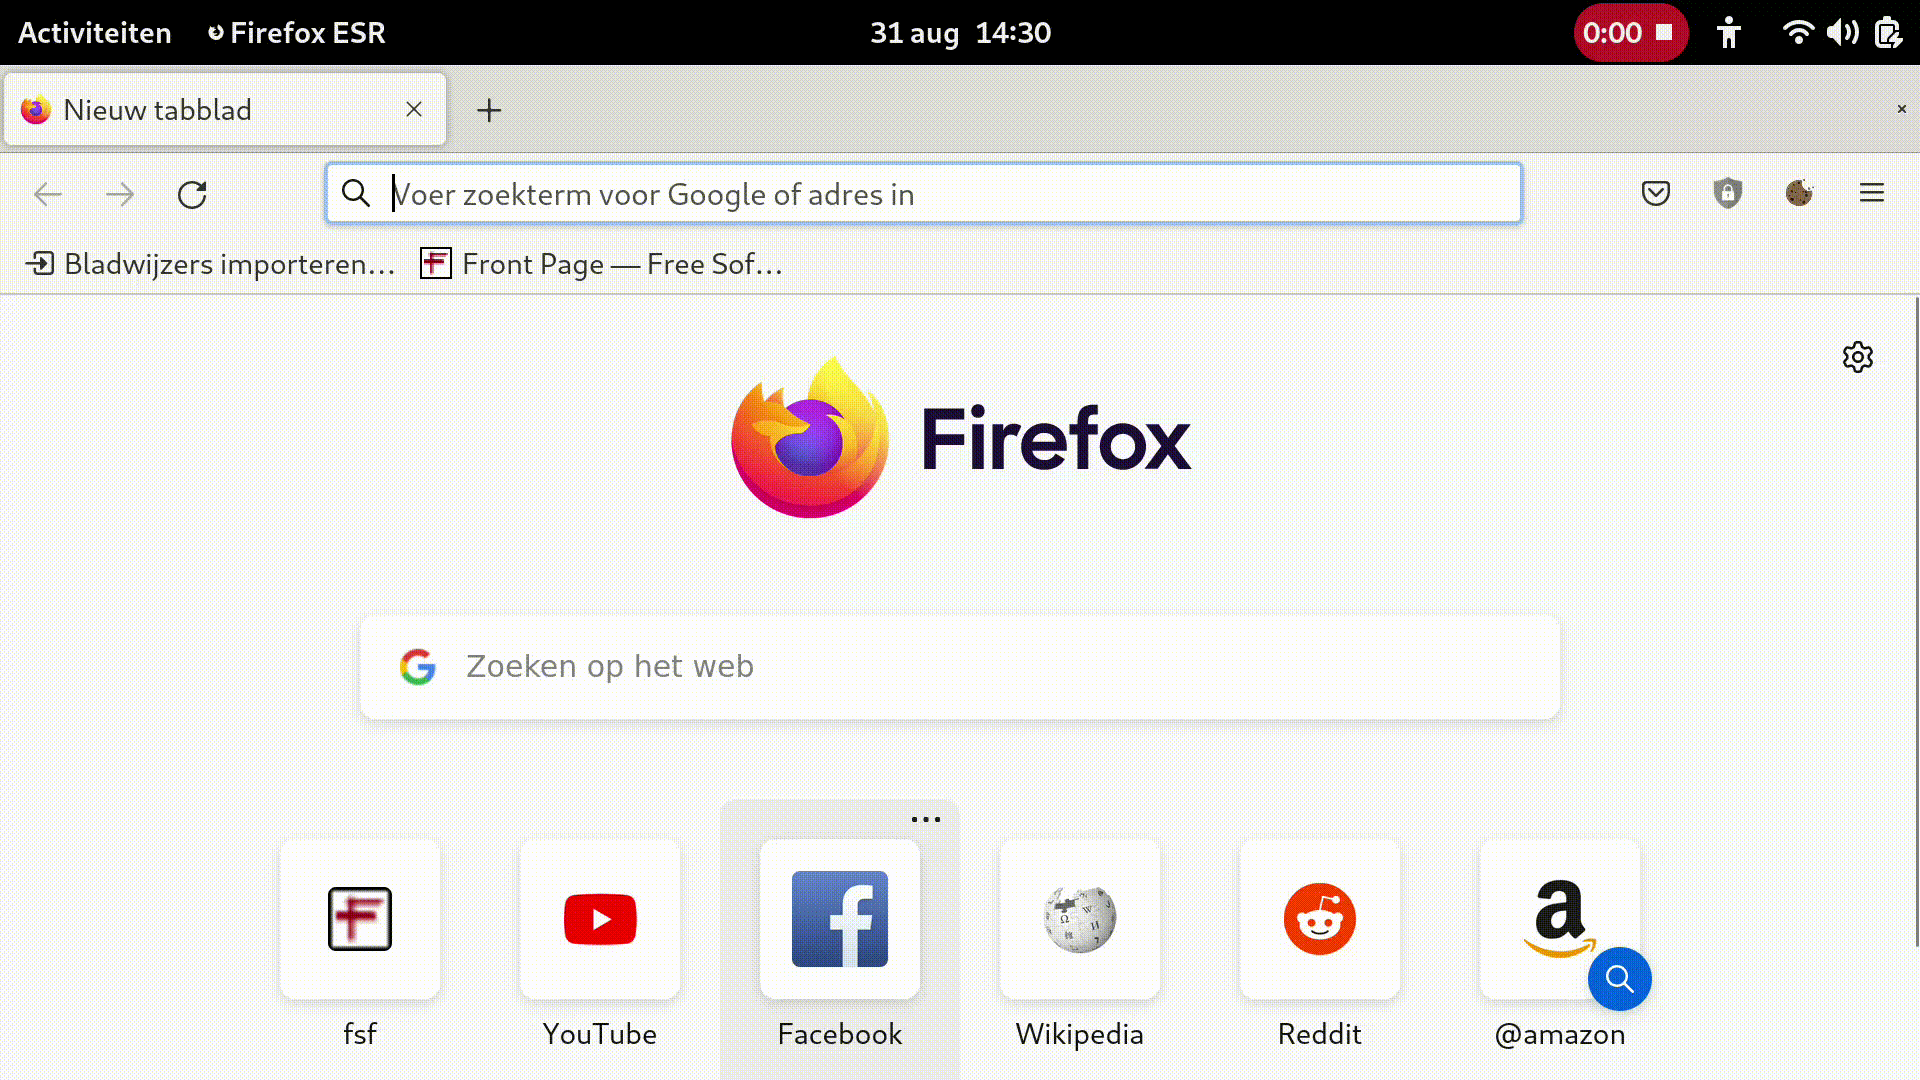 Activiteiten Firefox ESR 31 aug 14:30 0:00
Nieuw tabblad
Voer zoekterm voor Google of adres in
Bladwijzers importeren… Front Page — Free Sof…
Firefox
Zoeken op het web
fsf YouTube Facebook Wikipedia Reddit @amazon